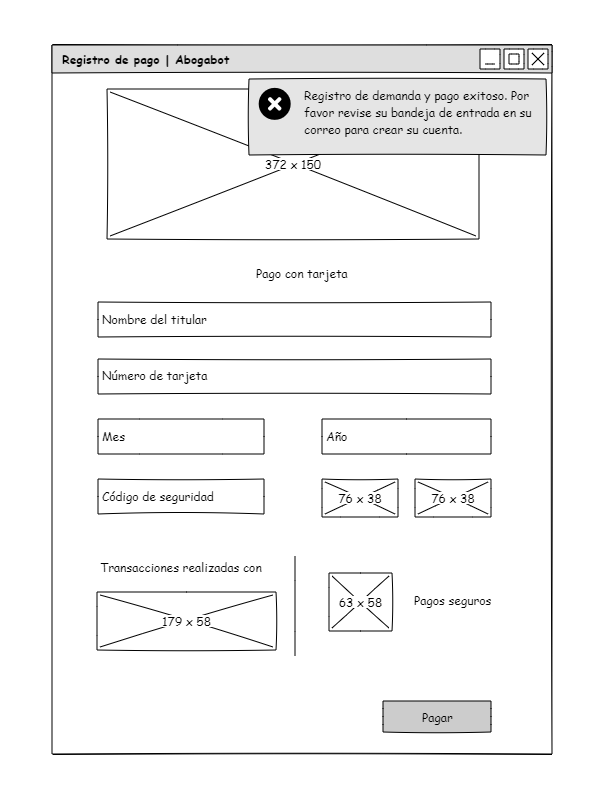 Registro de pago | Abogabot
Registro de demanda y pago exitoso. Por
favor revise su bandeja de entrada en su
correo para crear su cuenta.
372 x 150
Pago con tarjeta
Nombre del titular
Número de tarjeta
Mes
Año
Código de seguridad
76 x 38
76 x 38
Transacciones realizadas con
179 x 58
63 x 58
Pagos seguros
Pagar